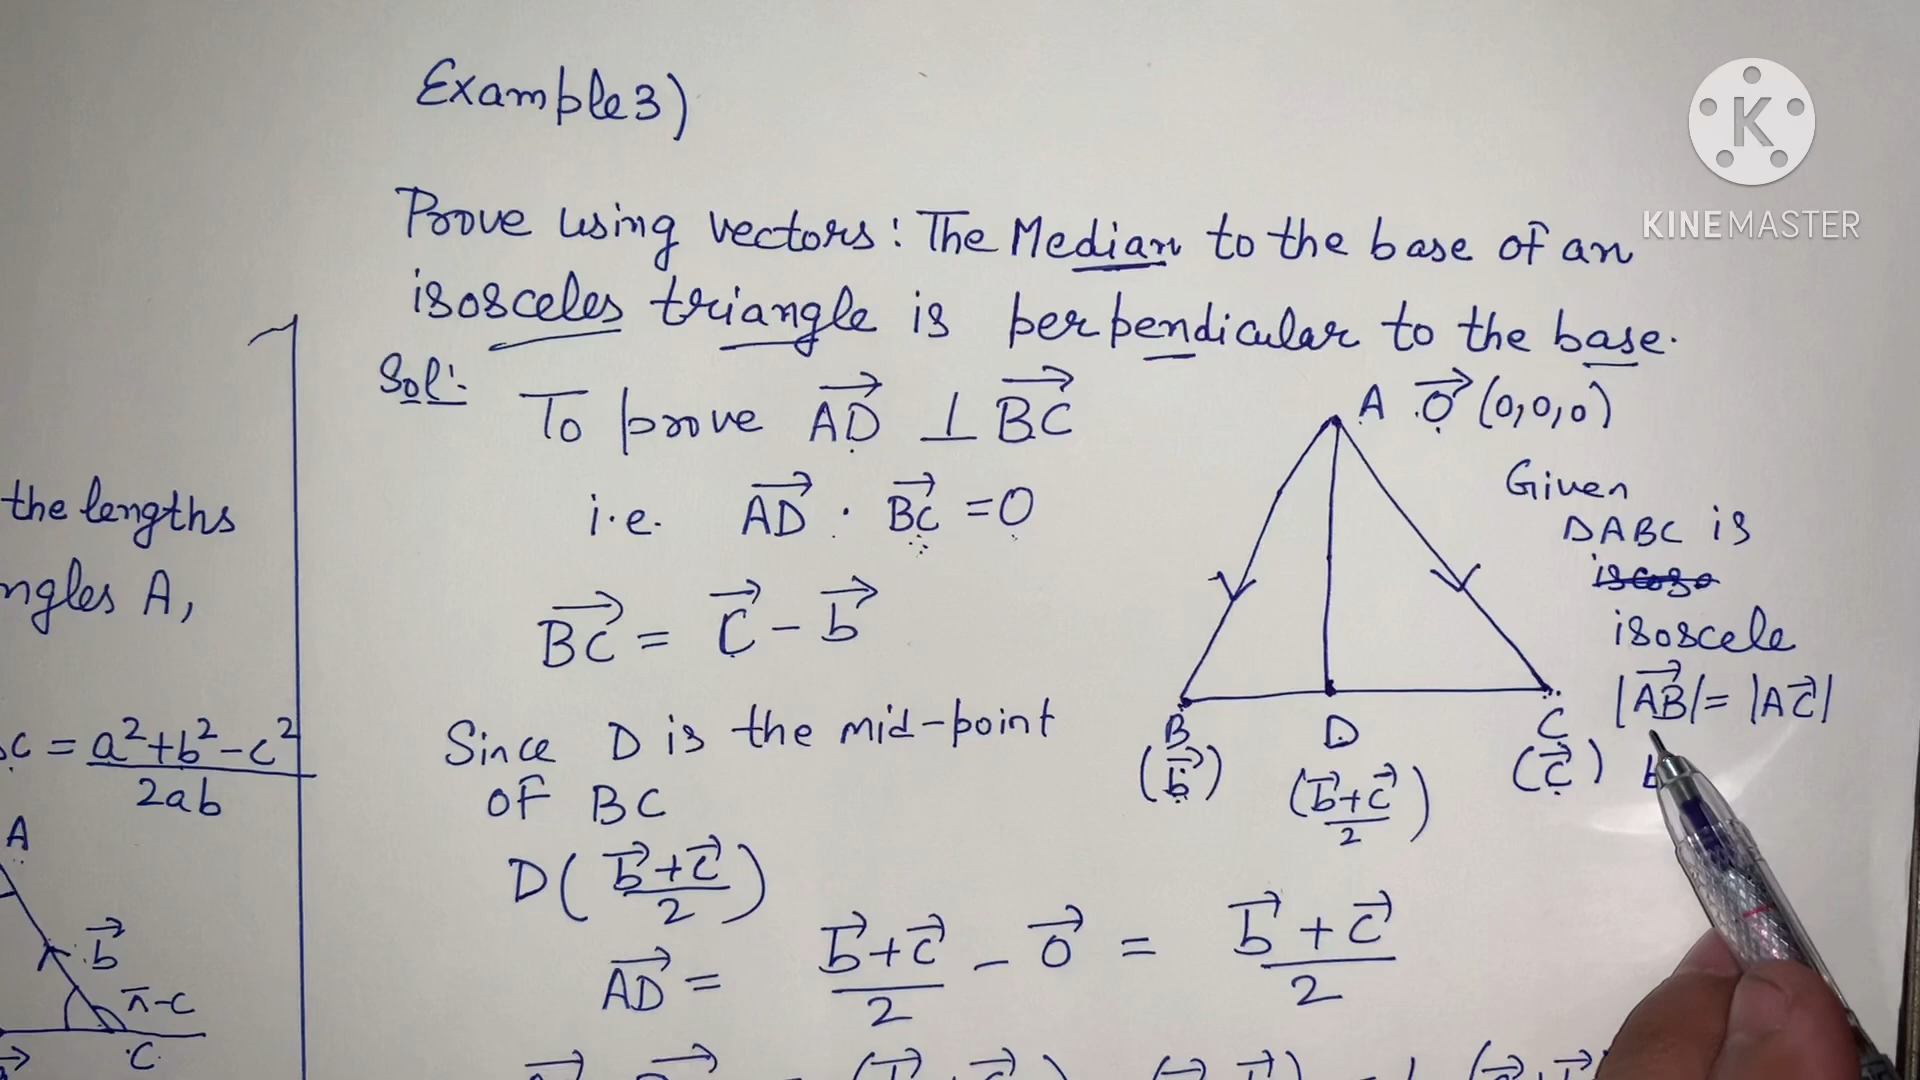 Example 3)
Prove using vectors : The Median to the base of an
isosceles triangle is perpendicular to the base.
Sol:
To prove AD⃗ ⊥ BC⃗
i.e. AD⃗ · BC⃗ = 0
BC⃗ = c⃗ - b⃗
Since D is the mid-point
of BC
D( (b⃗ + c⃗)/2 )
AD⃗ = (b⃗ + c⃗)/2 - 0⃗ = (b⃗ + c⃗)/2
A 0⃗ (0,0,0)
Given
ΔABC is
isoscele
|AB⃗| = |AC⃗|
B D C
(b⃗) ((b⃗ + c⃗)/2) (c⃗)
b
the lengths
ngles A,
c = (a² + b² - c²)/2ab
A
b⃗
π-c
C
K
KINEMASTER